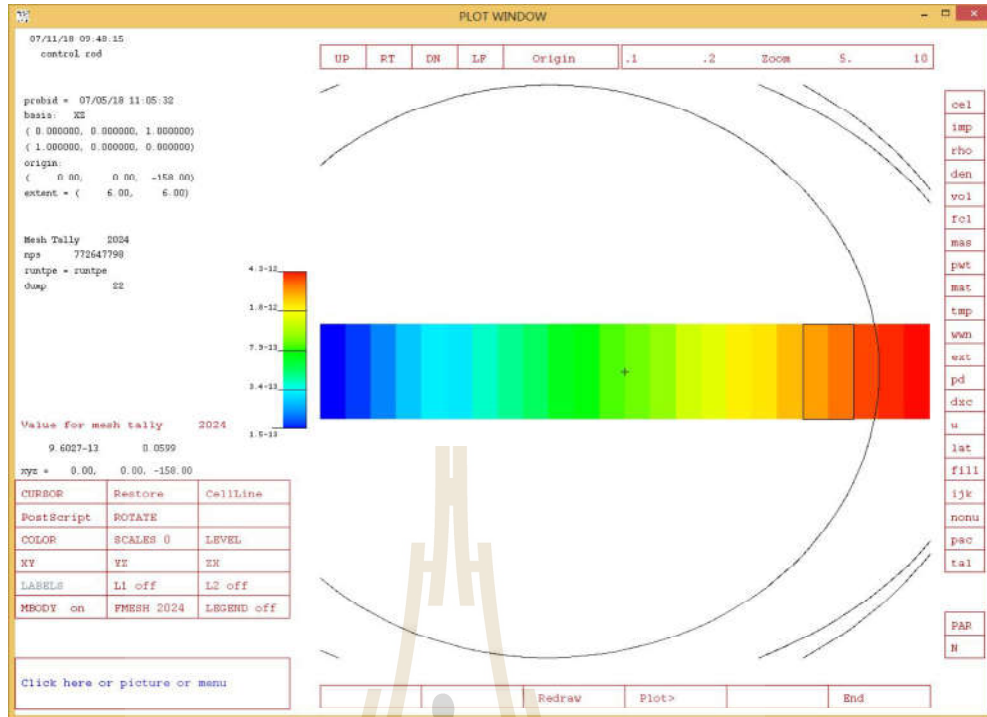 PLOT WINDOW
07/11/18 09:48:15
control rod
probid = 07/05/18 11:05:32
basis: XZ
( 0.000000, 0.000000, 1.000000)
( 1.000000, 0.000000, 0.000000)
origin:
( 0.00, 0.00, -158.00)
extent = ( 6.00, 6.00)
Mesh Tally 2024
nps 772647798
runtpe = runtpe
dump 22
UP RT DN LF Origin .1 .2 Zoom 5. 10
4.2-12
1.8-12
7.9-13
3.4-13
1.5-13
Value for mesh tally 2024
9.6027-13 0.0599
xyz = 0.00, 0.00, -158.00
CURSOR Restore CellLine
PostScript ROTATE
COLOR SCALES 0 LEVEL
XY YZ ZX
LABELS L1 off L2 off
MBODY on FMESH 2024 LEGEND off
Click here or picture or menu
Redraw Plot> End
cel
imp
rho
den
vol
fcl
mas
pwt
mat
tmp
wwn
ext
pd
dxc
u
lat
fill
ijk
nonu
pac
tal
PAR
N